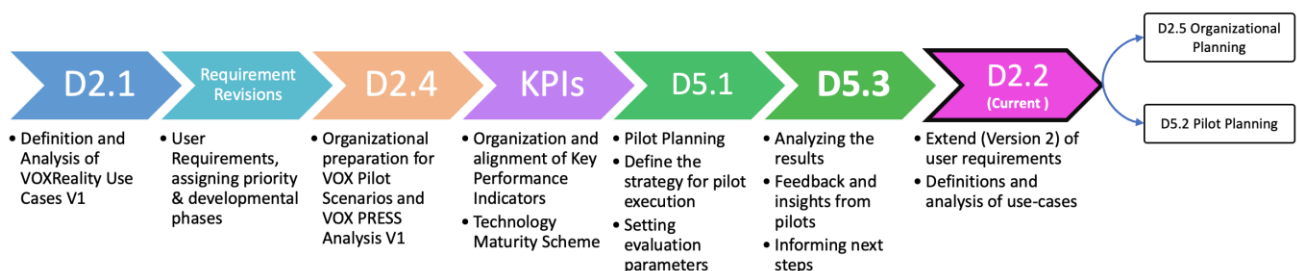 D2.1
Requirement
Revisions
D2.4
KPIs
D5.1
D5.3
D2.2
(Current )
D2.5 Organizational
Planning
D5.2 Pilot Planning
• Definition and
Analysis of
VOXReality Use
Cases V1
• User
Requirements,
assigning priority
& developmental
phases
• Organizational
preparation for
VOX Pilot
Scenarios and
VOX PRESS
Analysis V1
• Organization and
alignment of Key
Performance
Indicators
• Technology
Maturity Scheme
• Pilot Planning
• Define the
strategy for pilot
execution
• Setting
evaluation
parameters
• Analyzing the
results
• Feedback and
insights from
pilots
• Informing next
steps
• Extend (Version 2) of
user requirements
• Definitions and
analysis of use-cases